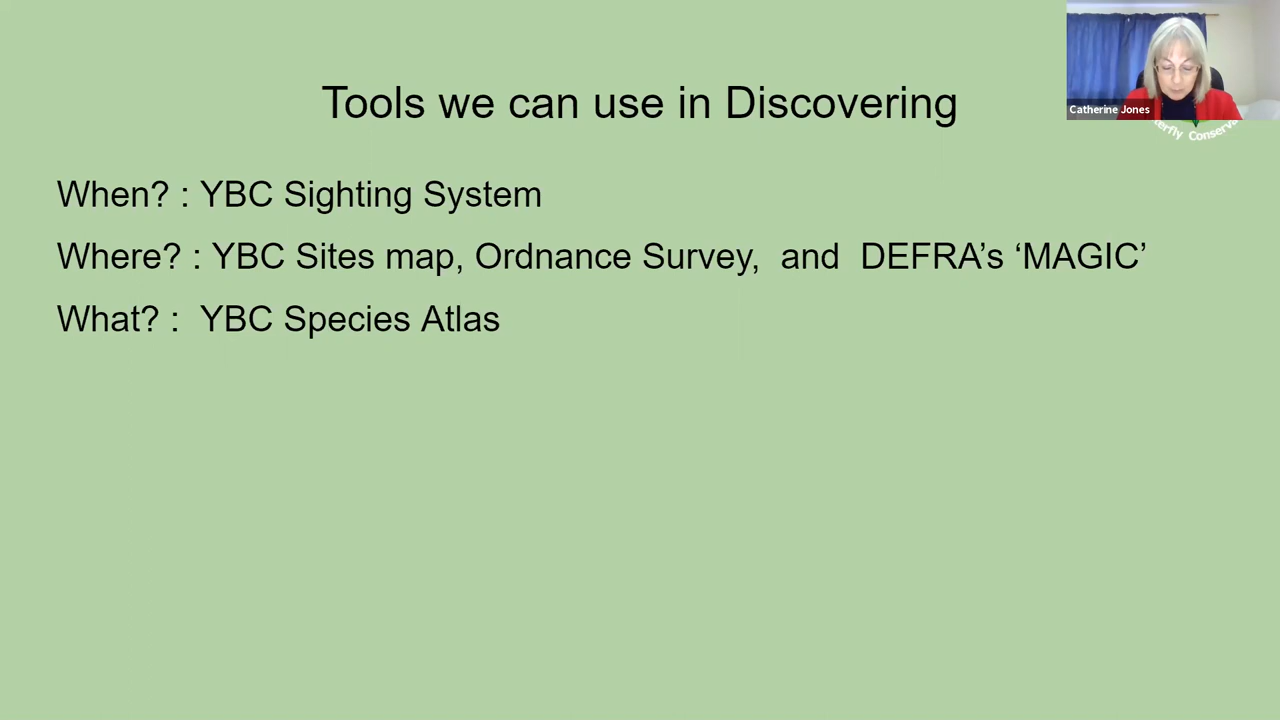 Tools we can use in Discovering
Catherine Jones
When? : YBC Sighting System
Where? : YBC Sites map, Ordnance Survey,  and  DEFRA’s ‘MAGIC’
What? :  YBC Species Atlas